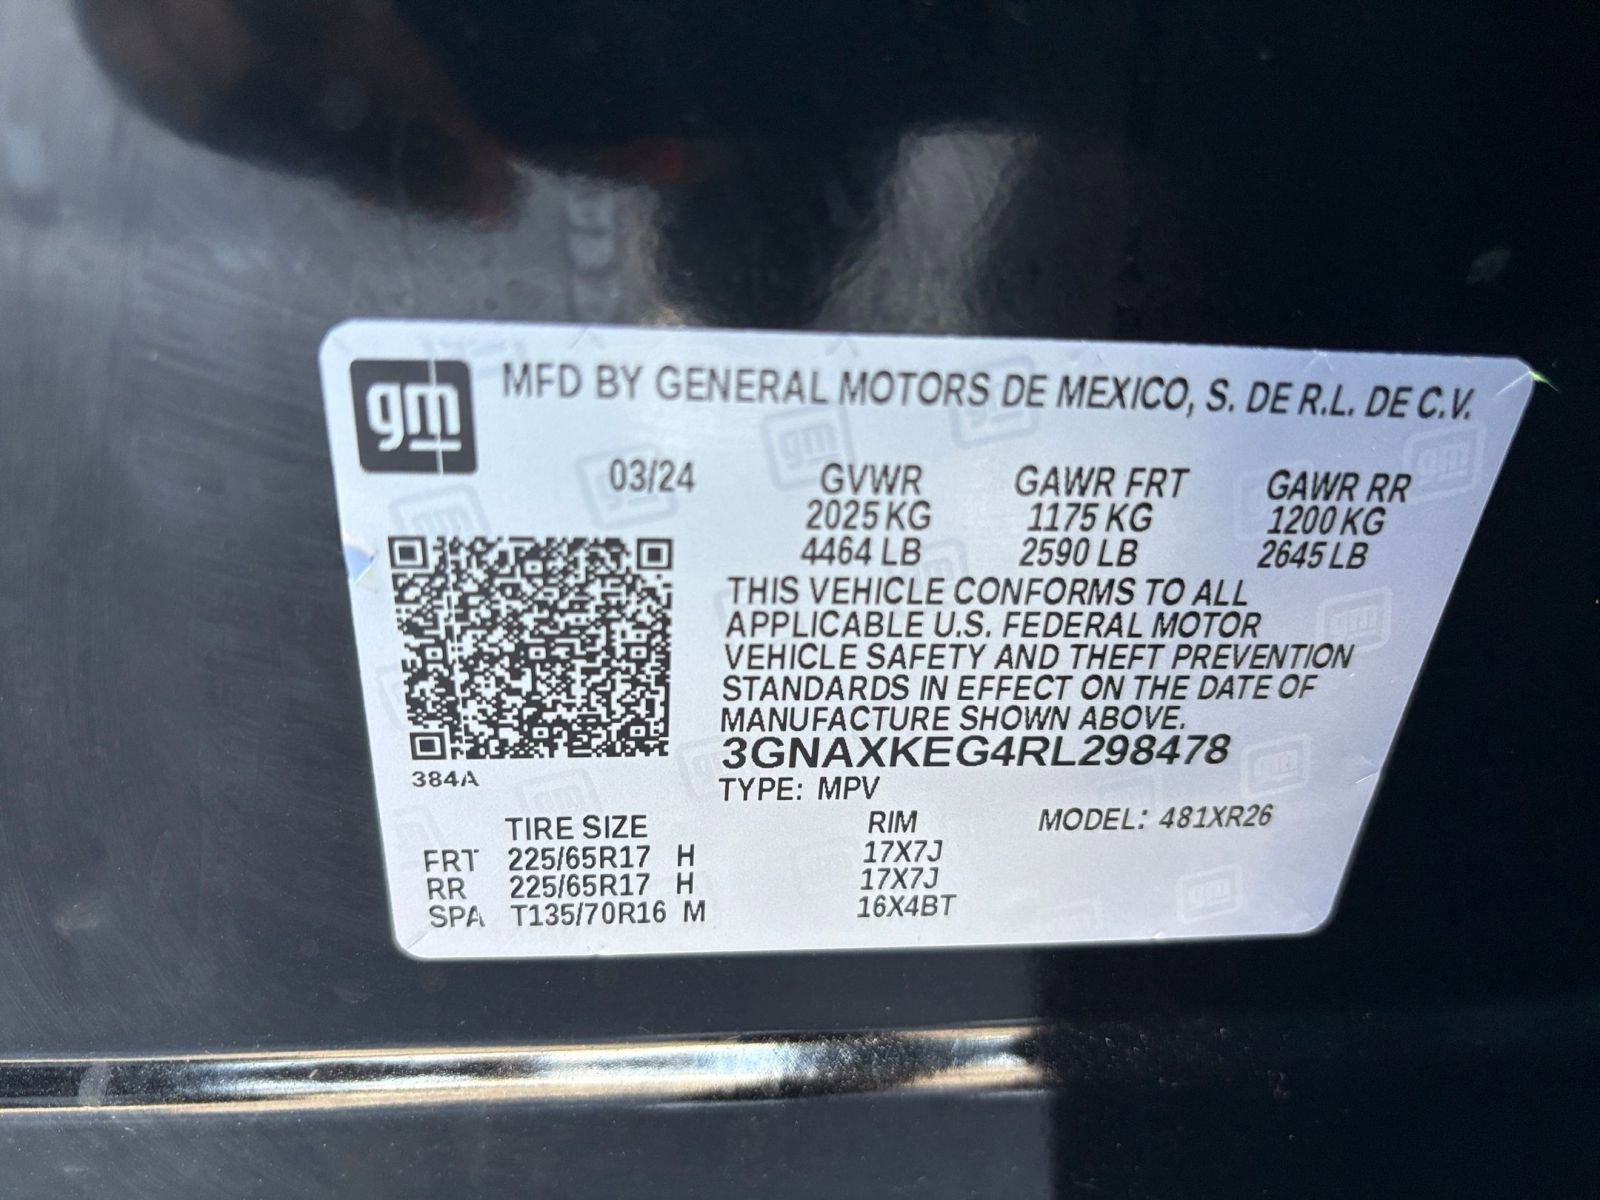 gm
MFD BY GENERAL MOTORS DE MEXICO, S. DE R.L. DE C.V.
03/24 GVWR GAWR FRT GAWR RR
2025 KG 1175 KG 1200 KG
4464 LB 2590 LB 2645 LB
THIS VEHICLE CONFORMS TO ALL
APPLICABLE U.S. FEDERAL MOTOR
VEHICLE SAFETY AND THEFT PREVENTION
STANDARDS IN EFFECT ON THE DATE OF
MANUFACTURE SHOWN ABOVE.
3GNAXKEG4RL298478
384A
TYPE: MPV
TIRE SIZE RIM MODEL: 481XR26
FRT 225/65R17 H 17X7J
RR 225/65R17 H 17X7J
SPA T135/70R16 M 16X4BT